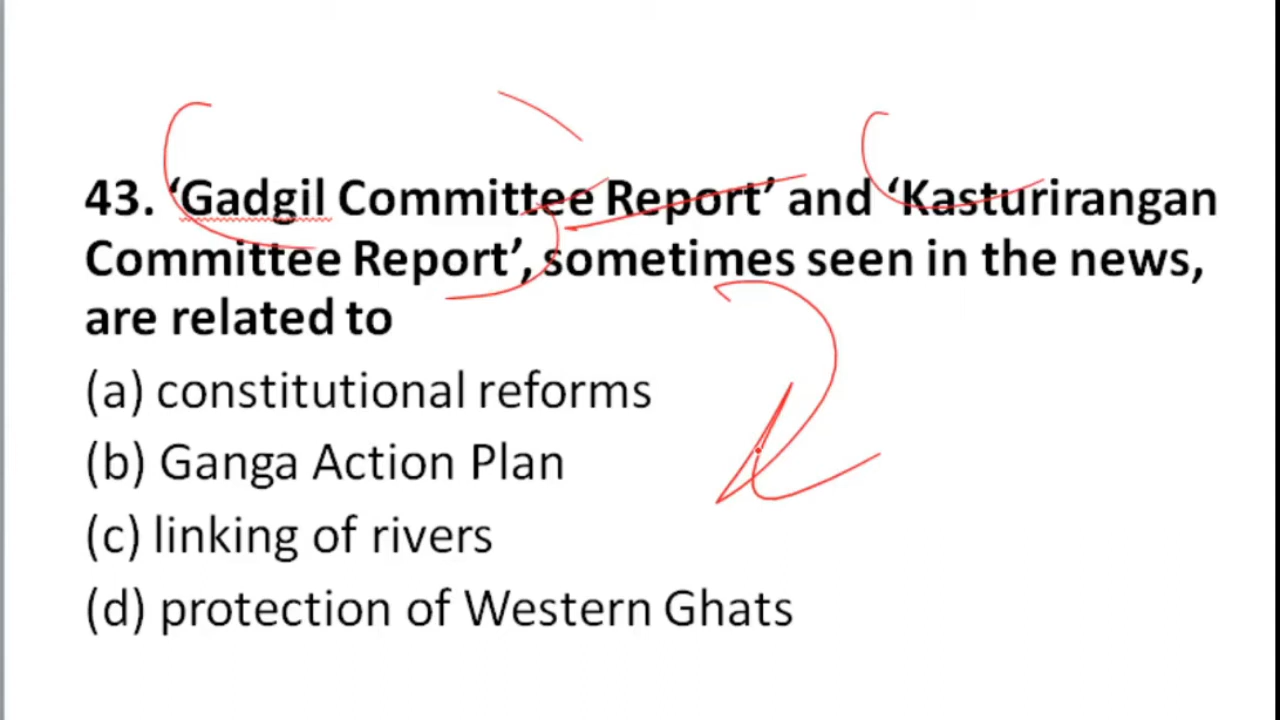 43. ‘Gadgil Committee Report’ and ‘Kasturirangan
Committee Report’, sometimes seen in the news,
are related to
(a) constitutional reforms
(b) Ganga Action Plan
(c) linking of rivers
(d) protection of Western Ghats